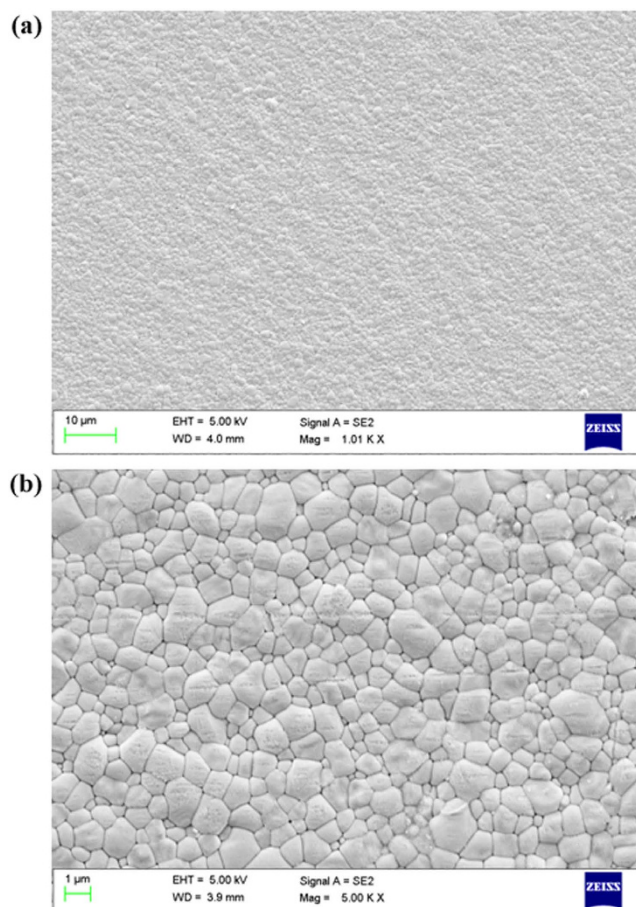 (a)
10 µm EHT = 5.00 kV Signal A = SE2 ZEISS
WD = 4.0 mm Mag = 1.01 K X
(b)
1 µm EHT = 5.00 kV Signal A = SE2 ZEISS
WD = 3.9 mm Mag = 5.00 K X